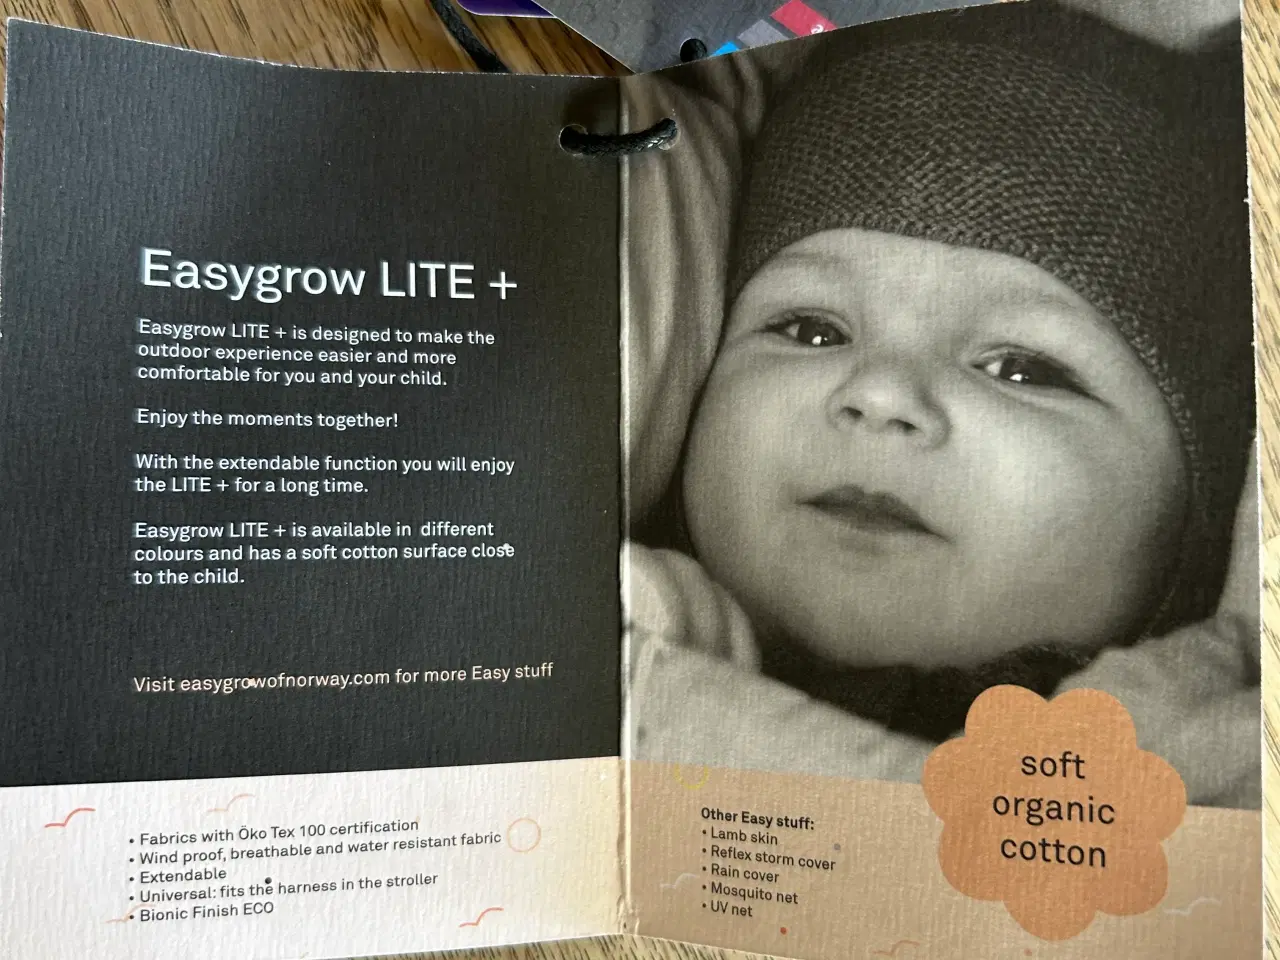 Easygrow LITE +
Easygrow LITE + is designed to make the
outdoor experience easier and more
comfortable for you and your child.
Enjoy the moments together!
With the extendable function you will enjoy
the LITE + for a long time.
Easygrow LITE + is available in different
colours and has a soft cotton surface close
to the child.
Visit easygrowofnorway.com for more Easy stuff
• Fabrics with Öko Tex 100 certification
• Wind proof, breathable and water resistant fabric
• Extendable
• Universal: fits the harness in the stroller
• Bionic Finish ECO
Other Easy stuff:
• Lamb skin
• Reflex storm cover
• Rain cover
• Mosquito net
• UV net
soft
organic
cotton